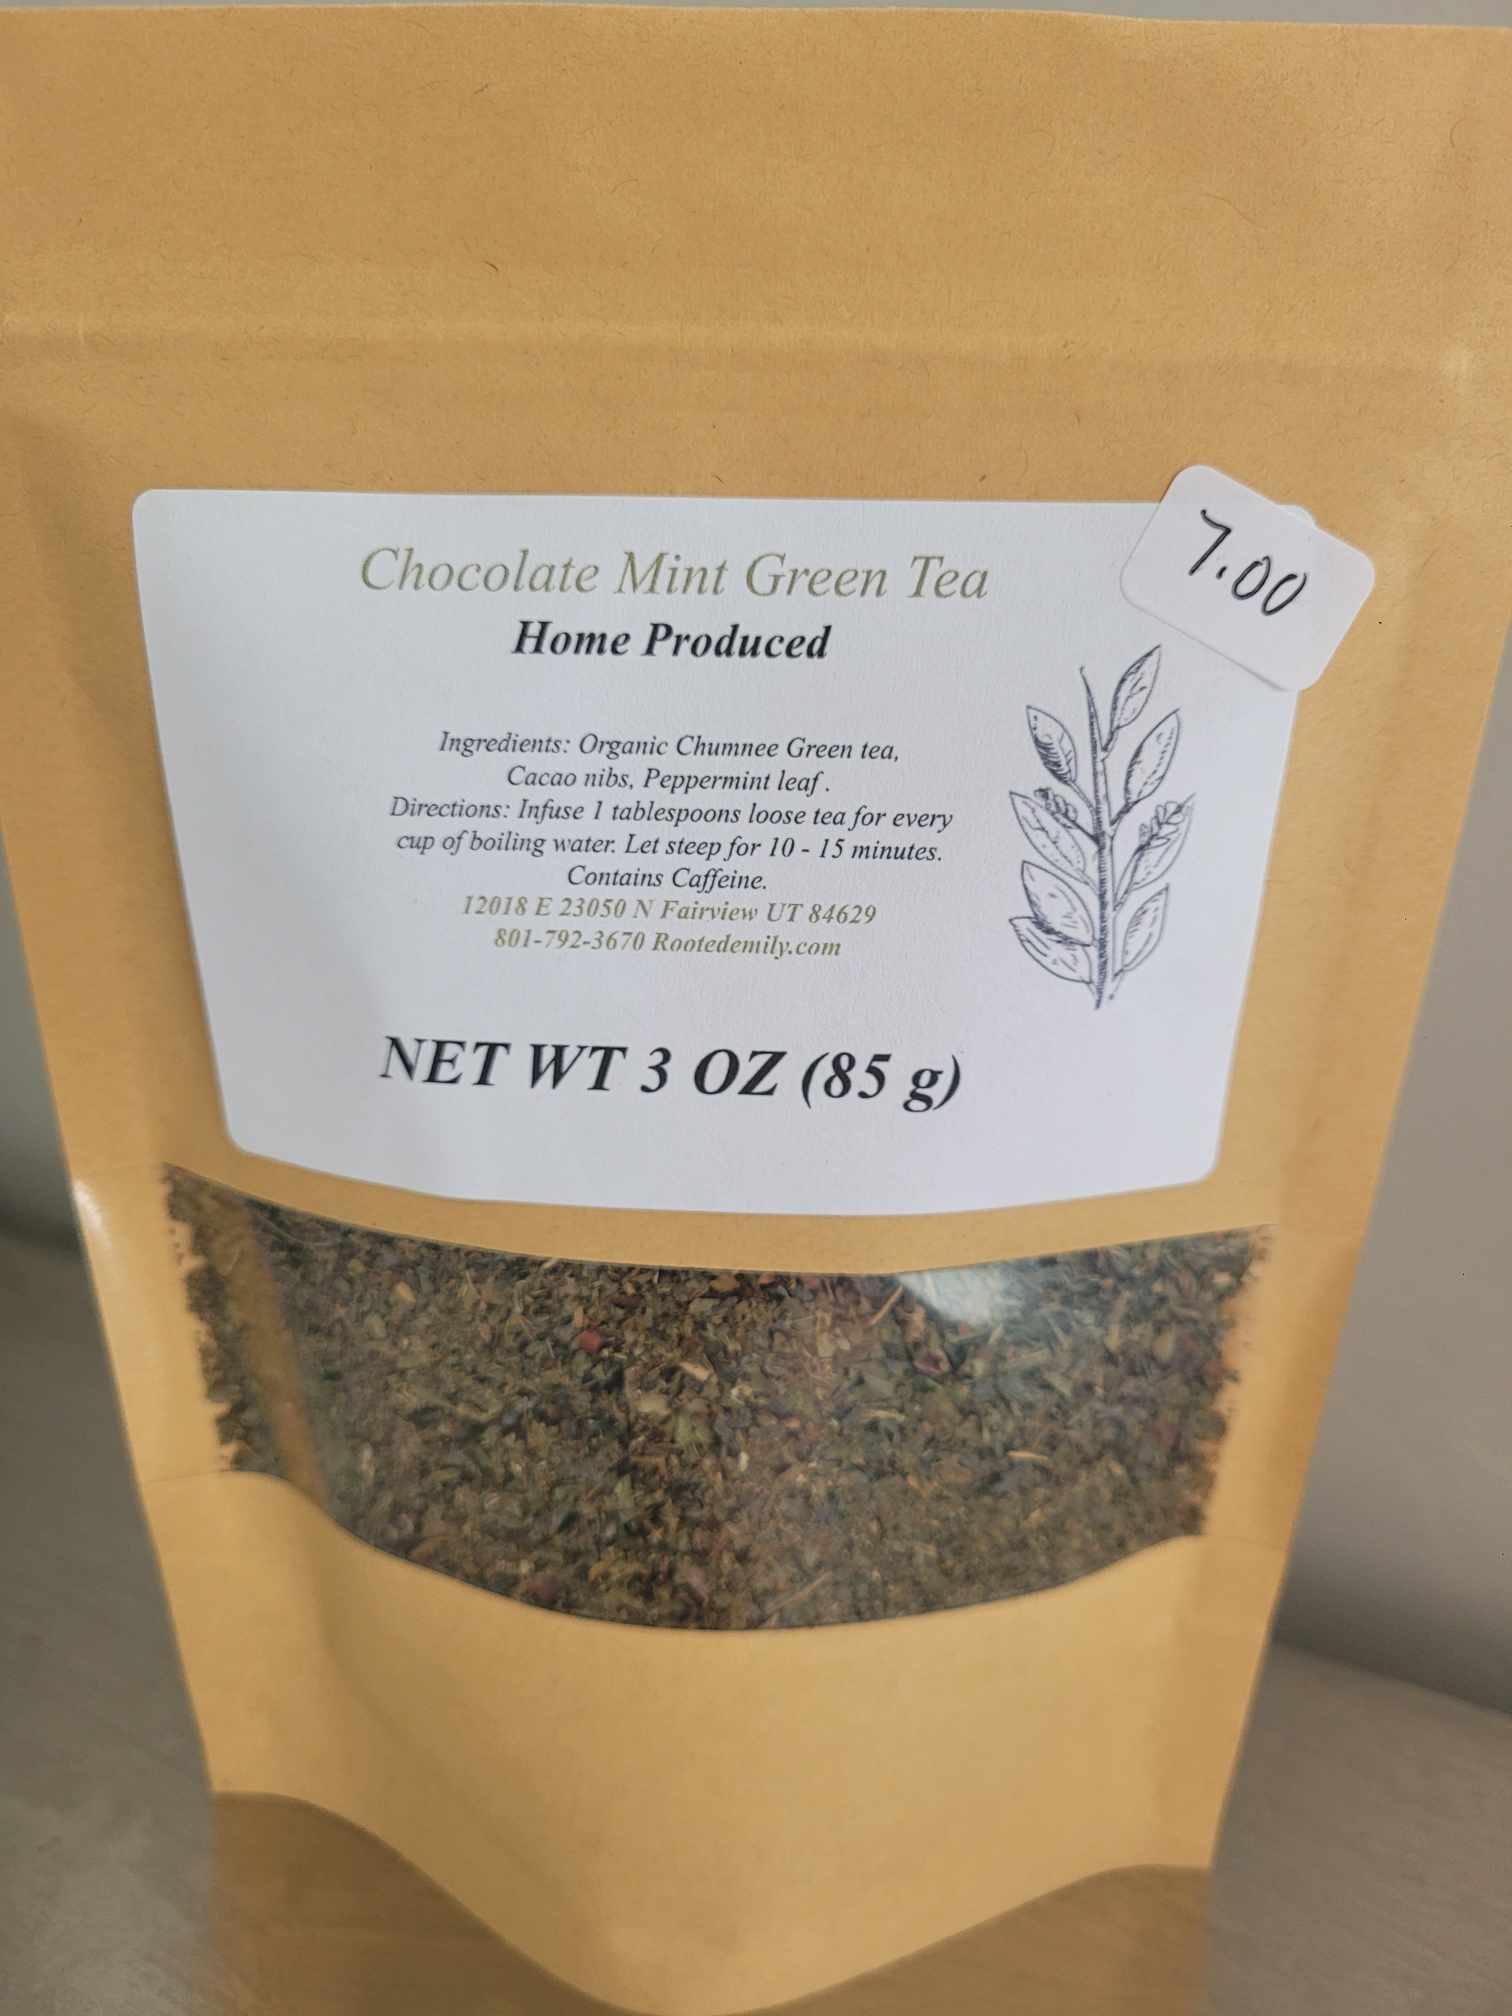 7.00
Chocolate Mint Green Tea
Home Produced
Ingredients: Organic Chumnee Green tea,
Cacao nibs, Peppermint leaf .
Directions: Infuse 1 tablespoons loose tea for every
cup of boiling water. Let steep for 10 - 15 minutes.
Contains Caffeine.
12018 E 23050 N Fairview UT 84629
801-792-3670 Rootedemily.com
NET WT 3 OZ (85 g)